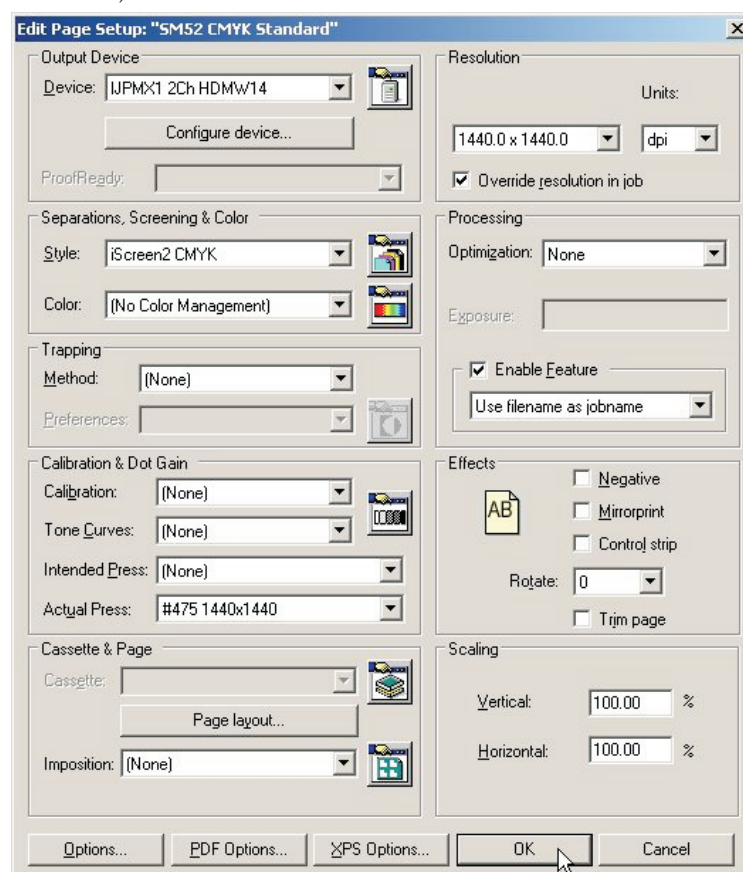 Edit Page Setup: "SM52 CMYK Standard"
Output Device
Device: IJPMX1 2Ch HDMW14
Configure device...
ProofReady:
Separations, Screening & Color
Style: iScreen2 CMYK
Color: (No Color Management)
Trapping
Method: (None)
Preferences:
Calibration & Dot Gain
Calibration: (None)
Tone Curves: (None)
Intended Press: (None)
Actual Press: #475 1440x1440
Cassette & Page
Cassette:
Page layout...
Imposition: (None)
Resolution
Units:
1440.0 x 1440.0 dpi
Override resolution in job
Processing
Optimization: None
Exposure:
Enable Feature
Use filename as jobname
Effects
AB
Negative
Mirrorprint
Control strip
Rotate: 0
Trim page
Scaling
Vertical: 100.00 %
Horizontal: 100.00 %
Options... PDF Options... XPS Options... OK Cancel